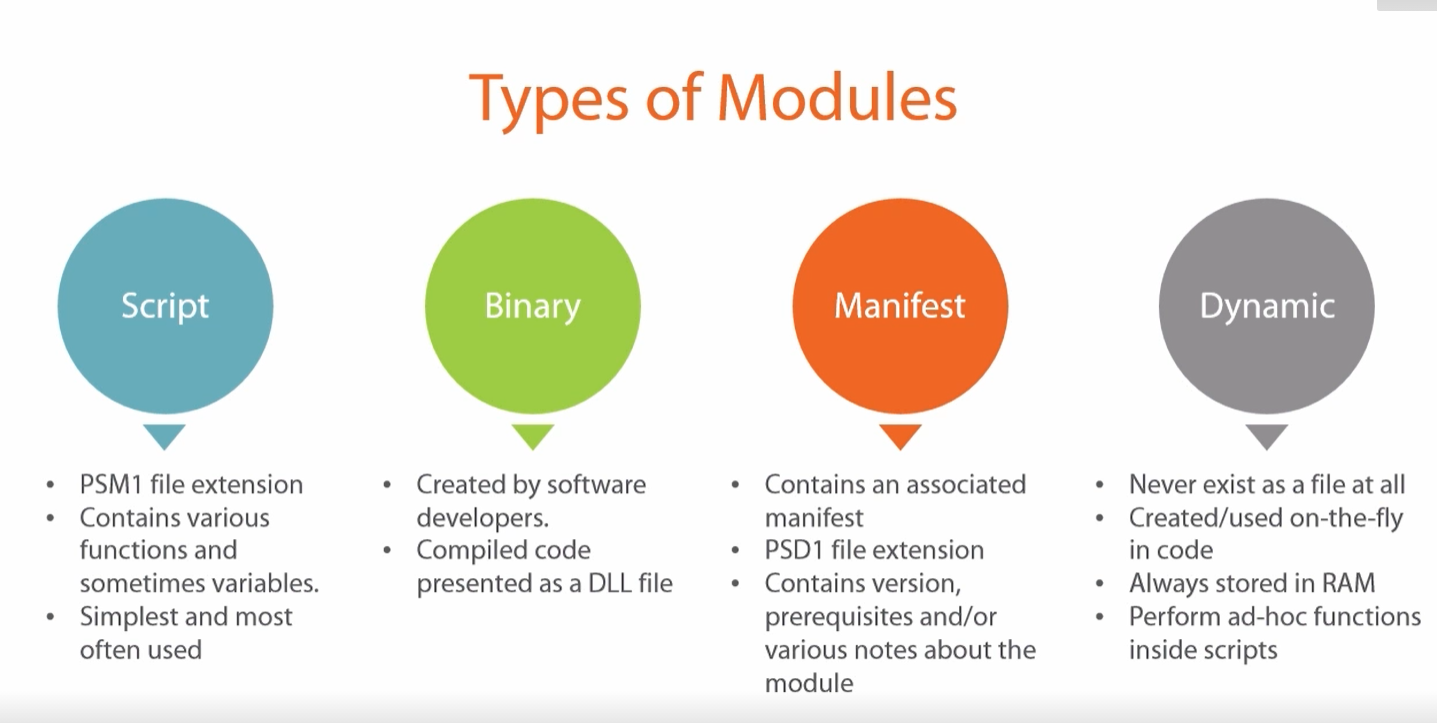 Types of Modules
Script
Binary
Manifest
Dynamic
• PSM1 file extension
• Contains various
functions and
sometimes variables.
• Simplest and most
often used
• Created by software
developers.
• Compiled code
presented as a DLL file
• Contains an associated
manifest
• PSD1 file extension
• Contains version,
prerequisites and/or
various notes about the
module
• Never exist as a file at all
• Created/used on-the-fly
in code
• Always stored in RAM
• Perform ad-hoc functions
inside scripts